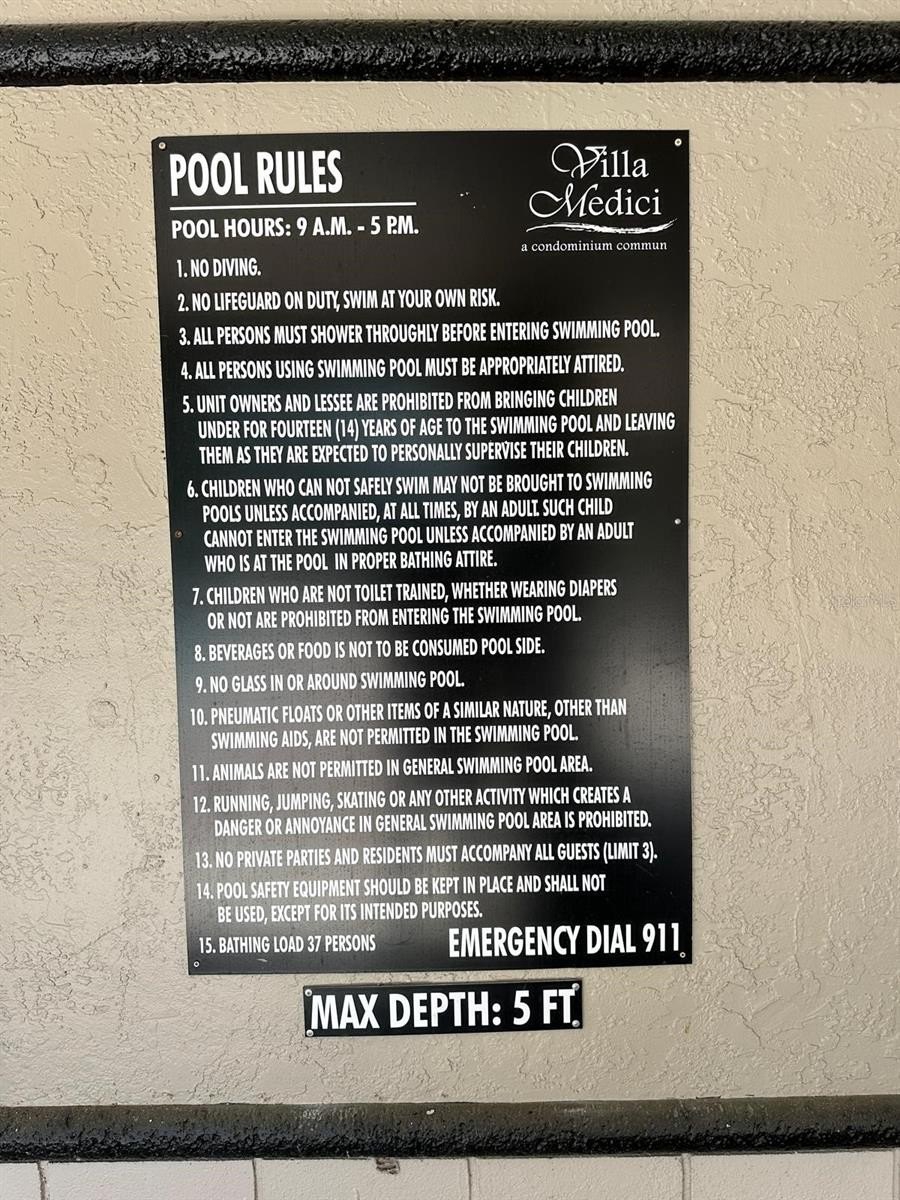 POOL RULES
Villa
Medici
a condominium commun
POOL HOURS: 9 A.M. - 5 P.M.
1. NO DIVING.
2. NO LIFEGUARD ON DUTY, SWIM AT YOUR OWN RISK.
3. ALL PERSONS MUST SHOWER THROUGHLY BEFORE ENTERING SWIMMING POOL.
4. ALL PERSONS USING SWIMMING POOL MUST BE APPROPRIATELY ATTIRED.
5. UNIT OWNERS AND LESSEE ARE PROHIBITED FROM BRINGING CHILDREN
UNDER FOR FOURTEEN (14) YEARS OF AGE TO THE SWIMMING POOL AND LEAVING
THEM AS THEY ARE EXPECTED TO PERSONALLY SUPERVISE THEIR CHILDREN.
6. CHILDREN WHO CAN NOT SAFELY SWIM MAY NOT BE BROUGHT TO SWIMMING
POOLS UNLESS ACCOMPANIED, AT ALL TIMES, BY AN ADULT. SUCH CHILD
CANNOT ENTER THE SWIMMING POOL UNLESS ACCOMPANIED BY AN ADULT
WHO IS AT THE POOL IN PROPER BATHING ATTIRE.
7. CHILDREN WHO ARE NOT TOILET TRAINED, WHETHER WEARING DIAPERS
OR NOT ARE PROHIBITED FROM ENTERING THE SWIMMING POOL.
8. BEVERAGES OR FOOD IS NOT TO BE CONSUMED POOL SIDE.
9. NO GLASS IN OR AROUND SWIMMING POOL.
10. PNEUMATIC FLOATS OR OTHER ITEMS OF A SIMILAR NATURE, OTHER THAN
SWIMMING AIDS, ARE NOT PERMITTED IN THE SWIMMING POOL.
11. ANIMALS ARE NOT PERMITTED IN GENERAL SWIMMING POOL AREA.
12. RUNNING, JUMPING, SKATING OR ANY OTHER ACTIVITY WHICH CREATES A
DANGER OR ANNOYANCE IN GENERAL SWIMMING POOL AREA IS PROHIBITED.
13. NO PRIVATE PARTIES AND RESIDENTS MUST ACCOMPANY ALL GUESTS (LIMIT 3).
14. POOL SAFETY EQUIPMENT SHOULD BE KEPT IN PLACE AND SHALL NOT
BE USED, EXCEPT FOR ITS INTENDED PURPOSES.
15. BATHING LOAD 37 PERSONS
EMERGENCY DIAL 911
MAX DEPTH: 5 FT